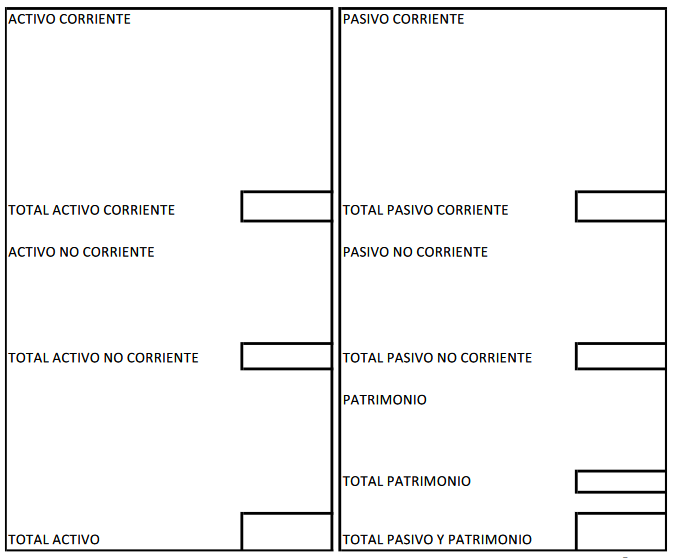 ACTIVO CORRIENTE
TOTAL ACTIVO CORRIENTE
ACTIVO NO CORRIENTE
TOTAL ACTIVO NO CORRIENTE
TOTAL ACTIVO
PASIVO CORRIENTE
TOTAL PASIVO CORRIENTE
PASIVO NO CORRIENTE
TOTAL PASIVO NO CORRIENTE
PATRIMONIO
TOTAL PATRIMONIO
TOTAL PASIVO Y PATRIMONIO